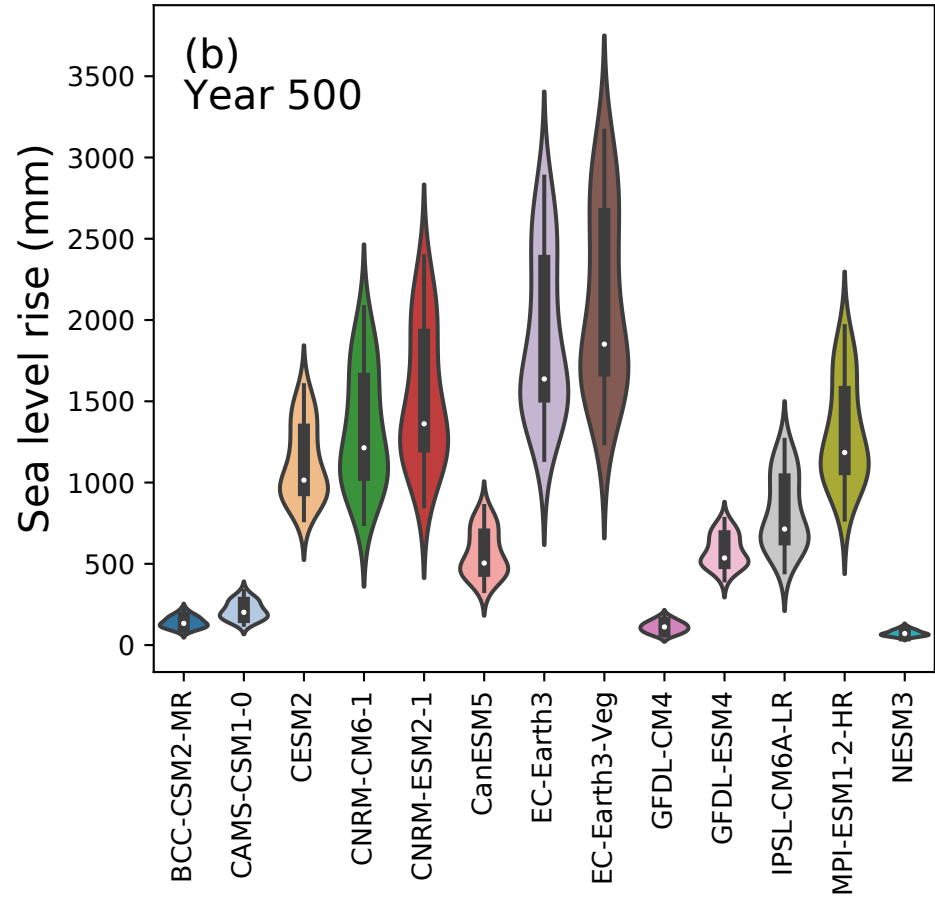 (b)
Year 500
Sea level rise (mm)
3500
3000
2500
2000
1500
1000
500
0
BCC-CSM2-MR
CAMS-CSM1-0
CESM2
CNRM-CM6-1
CNRM-ESM2-1
CanESM5
EC-Earth3
EC-Earth3-Veg
GFDL-CM4
GFDL-ESM4
IPSL-CM6A-LR
MPI-ESM1-2-HR
NESM3